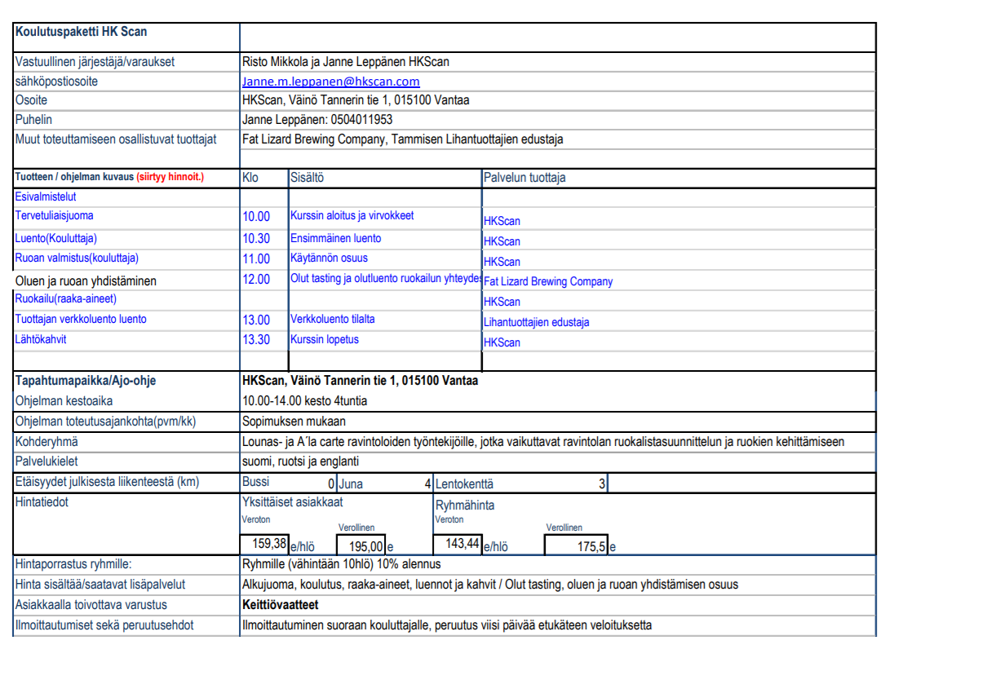 Koulutuspaketti HK Scan
Vastuullinen järjestäjä/varaukset Risto Mikkola ja Janne Leppänen HKScan
sähköpostiosoite Janne.m.leppanen@hkscan.com
Osoite HKScan, Väinö Tannerin tie 1, 015100 Vantaa
Puhelin Janne Leppänen: 0504011953
Muut toteuttamiseen osallistuvat tuottajat Fat Lizard Brewing Company, Tammisen Lihantuottajien edustaja
Tuotteen / ohjelman kuvaus (siirtyy hinnoit.) Klo Sisältö Palvelun tuottaja
Esivalmistelut
Tervetuliaisjuoma 10.00 Kurssin aloitus ja virvokkeet HKScan
Luento(Kouluttaja) 10.30 Ensimmäinen luento HKScan
Ruoan valmistus(kouluttaja) 11.00 Käytännön osuus HKScan
Oluen ja ruoan yhdistäminen 12.00 Olut tasting ja olutluento ruokailun yhteydes Fat Lizard Brewing Company
Ruokailu(raaka-aineet) HKScan
Tuottajan verkkoluento luento 13.00 Verkkoluento tilalta Lihantuottajien edustaja
Lähtökahvit 13.30 Kurssin lopetus HKScan
Tapahtumapaikka/Ajo-ohje HKScan, Väinö Tannerin tie 1, 015100 Vantaa
Ohjelman kestoaika 10.00-14.00 kesto 4tuntia
Ohjelman toteutusajankohta(pvm/kk) Sopimuksen mukaan
Kohderyhmä Lounas- ja A´la carte ravintoloiden työntekijöille, jotka vaikuttavat ravintolan ruokalistasuunnittelun ja ruokien kehittämiseen
Palvelukielet suomi, ruotsi ja englanti
Etäisyydet julkisesta liikenteestä (km) Bussi 0 Juna 4 Lentokenttä 3
Hintatiedot Yksittäiset asiakkaat Ryhmähinta
Veroton Verollinen Veroton Verollinen
159,38 e/hlö 195,00 e 143,44 e/hlö 175,5 e
Hintaporrastus ryhmille: Ryhmille (vähintään 10hlö) 10% alennus
Hinta sisältää/saatavat lisäpalvelut Alkujuoma, koulutus, raaka-aineet, luennot ja kahvit / Olut tasting, oluen ja ruoan yhdistämisen osuus
Asiakkaalla toivottava varustus Keittiövaatteet
Ilmoittautumiset sekä peruutusehdot Ilmoittautuminen suoraan kouluttajalle, peruutus viisi päivää etukäteen veloituksetta